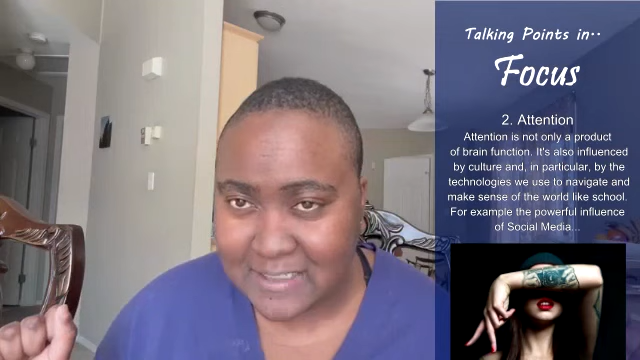 Talking Points in..
Focus
2. Attention
Attention is not only a product
of brain function. It's also influenced
by culture and, in particular, by the
technologies we use to navigate and
make sense of the world like school.
For example the powerful influence
of Social Media...